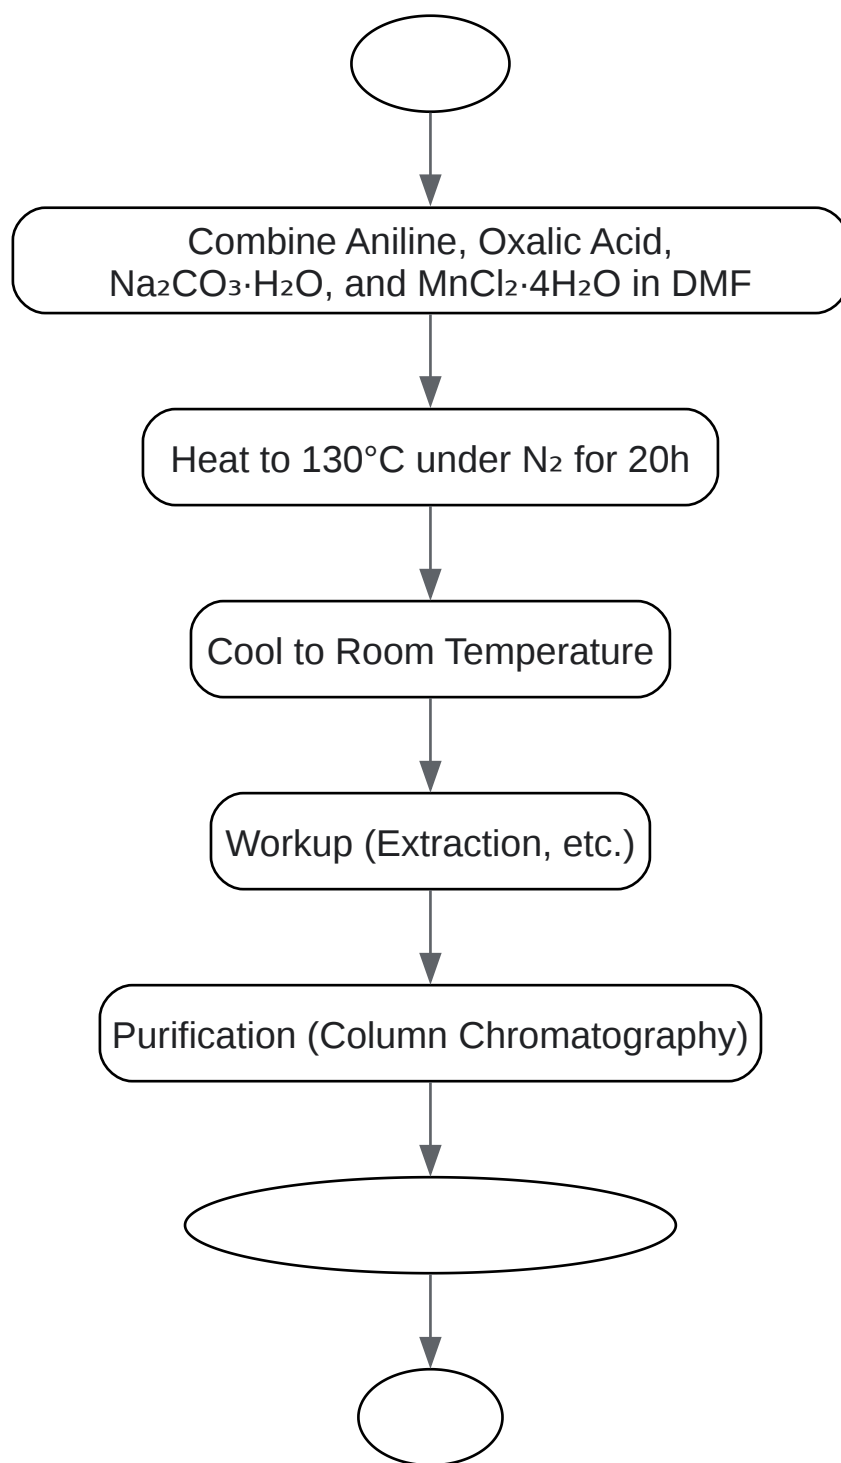 Combine Aniline, Oxalic Acid,
Na₂CO₃·H₂O, and MnCl₂·4H₂O in DMF
Heat to 130°C under N₂ for 20h
Cool to Room Temperature
Workup (Extraction, etc.)
Purification (Column Chromatography)